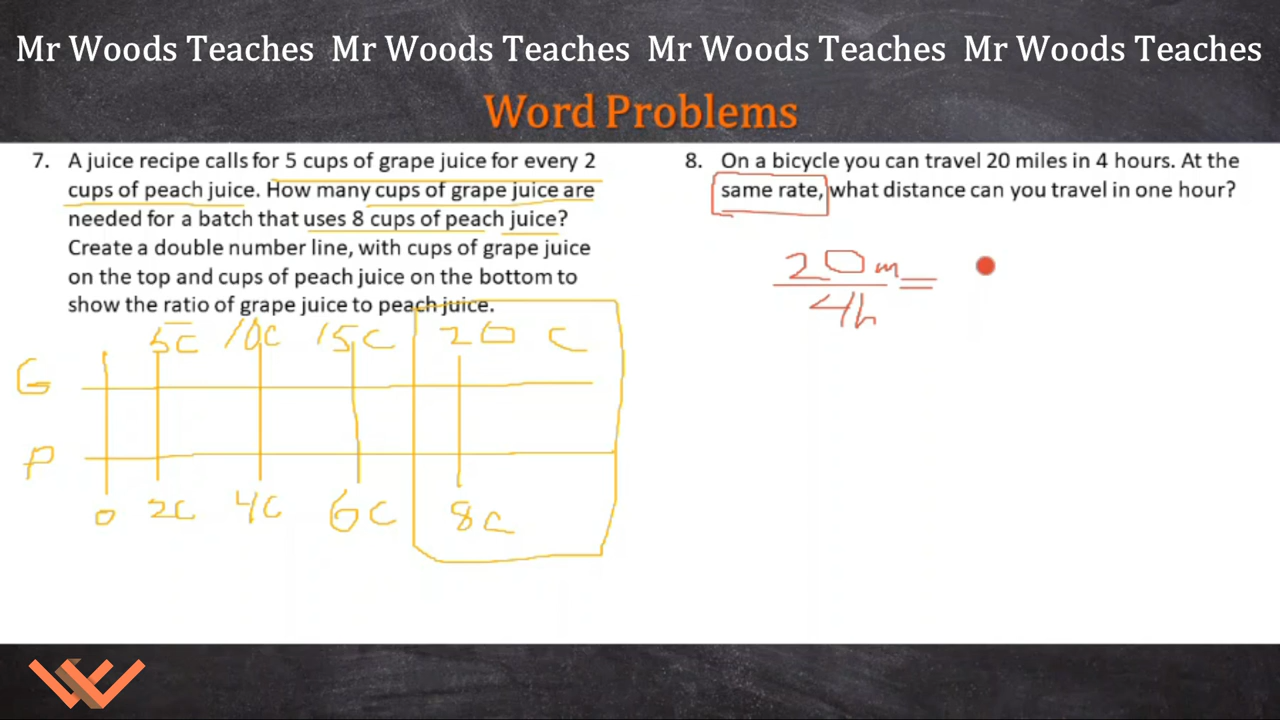 Mr Woods Teaches Mr Woods Teaches Mr Woods Teaches Mr Woods Teaches
Word Problems
7. A juice recipe calls for 5 cups of grape juice for every 2
cups of peach juice. How many cups of grape juice are
needed for a batch that uses 8 cups of peach juice?
Create a double number line, with cups of grape juice
on the top and cups of peach juice on the bottom to
show the ratio of grape juice to peach juice.
5C 10C 15C 20 C
G
P
0 2C 4C 6C 8C
8. On a bicycle you can travel 20 miles in 4 hours. At the
same rate, what distance can you travel in one hour?
20m =
4h